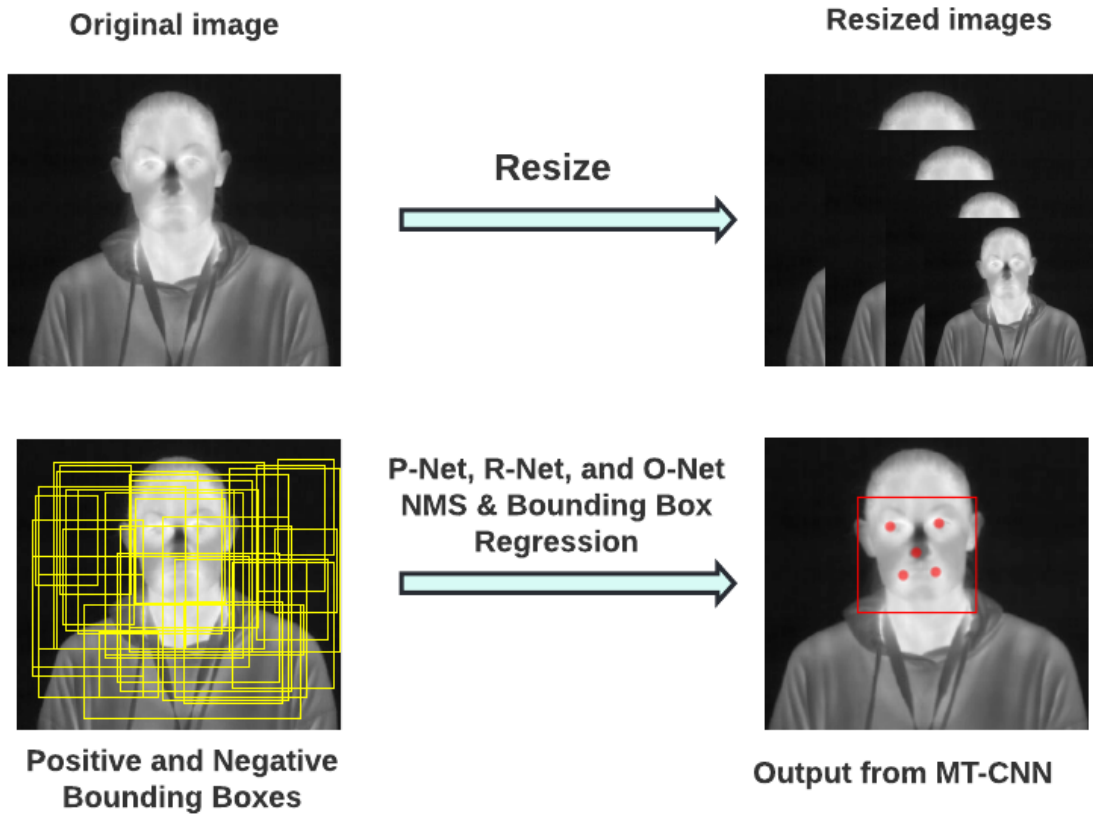 Original image
Resized images
Resize
P-Net, R-Net, and O-Net
NMS & Bounding Box
Regression
Positive and Negative
Bounding Boxes
Output from MT-CNN